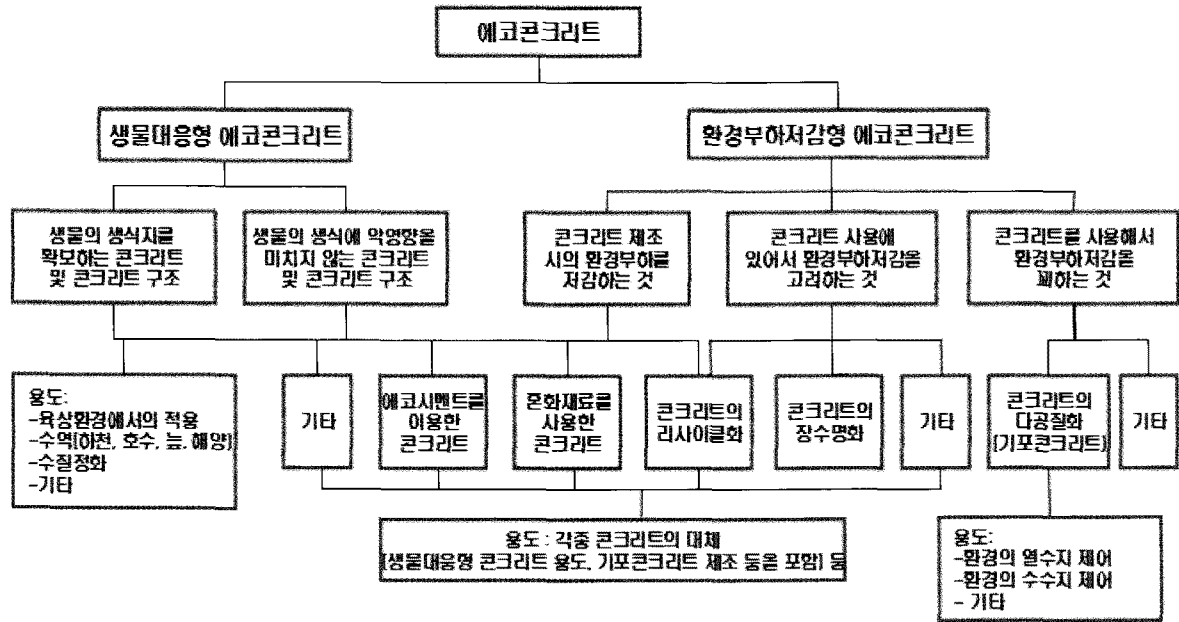 에코콘크리트
생물대응형 에코콘크리트
환경부하저감형 에코콘크리트
생물의 생식지를
확보하는 콘크리트
및 콘크리트 구조
생물의 생식에 악영향을
미치지 않는 콘크리트
및 콘크리트 구조
콘크리트 제조
시의 환경부하를
저감하는 것
콘크리트 사용에
있어서 환경부하저감을
고려하는 것
콘크리트를 사용해서
환경부하저감을
꾀하는 것
용도:
-육상환경에서의 적용
-수역(하천, 호수, 늪, 해양)
-수질정화
-기타
기타
에코시멘트를
이용한
콘크리트
혼화재료를
사용한
콘크리트
콘크리트의
리사이클화
콘크리트의
장수명화
기타
콘크리트의
다공질화
(기포콘크리트)
기타
용도 : 각종 콘크리트의 대체
(생물대응형 콘크리트 용도, 기포콘크리트 제조 등을 포함) 등
용도:
-환경의 열수지 제어
-환경의 수수지 제어
- 기타